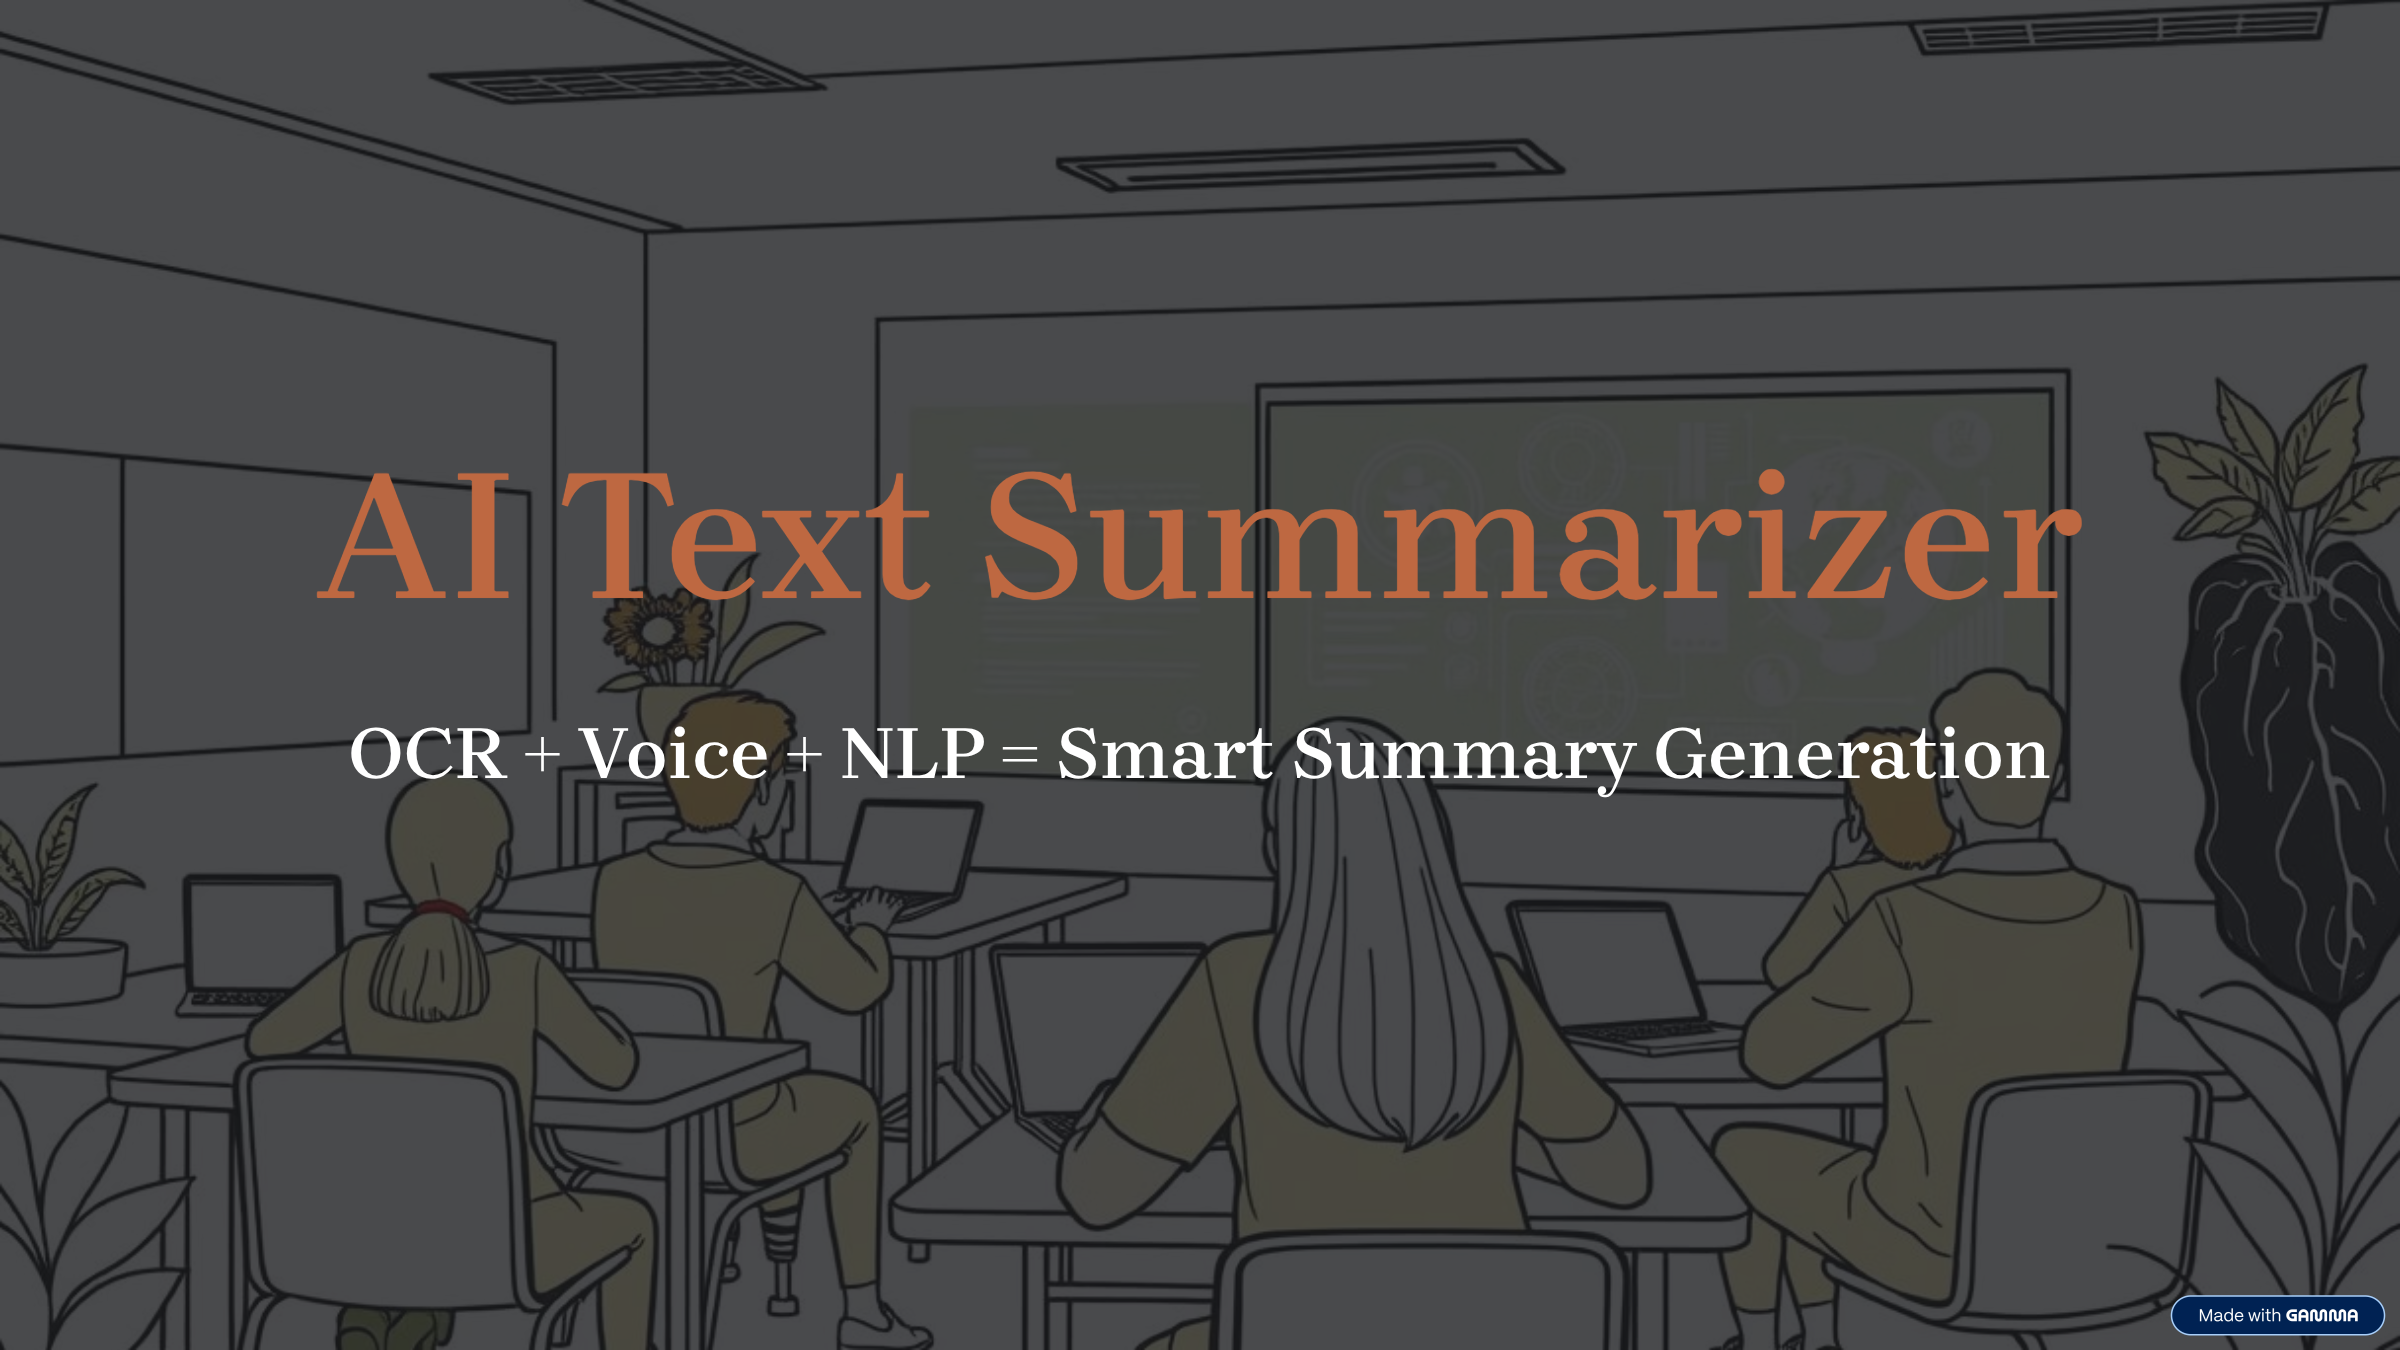 AI Text Summarizer
OCR + Voice + NLP = Smart Summary Generation
Made with GAMMA